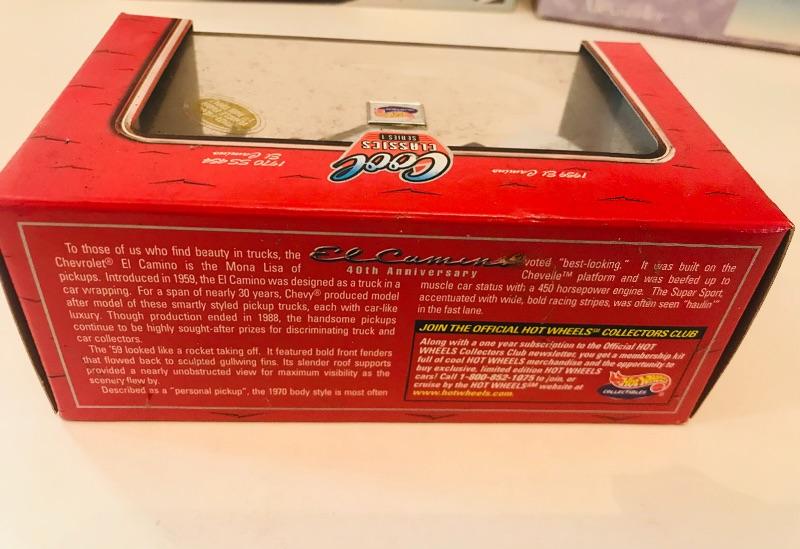 Cool
CLASSICS
SERIES 1
1970 SS 454
El Camino
1959 El Camino
El Camino
40th Anniversary
To those of us who find beauty in trucks, the
Chevrolet® El Camino is the Mona Lisa of
pickups. Introduced in 1959, the El Camino was designed as a truck in a
car wrapping. For a span of nearly 30 years, Chevy® produced model
after model of these smartly styled pickup trucks, each with car-like
luxury. Though production ended in 1988, the handsome pickups
continue to be highly sought-after prizes for discriminating truck and
car collectors.
The '59 looked like a rocket taking off. It featured bold front fenders
that flowed back to sculpted gullwing fins. Its slender roof supports
provided a nearly unobstructed view for maximum visibility as the
scenery flew by.
Described as a "personal pickup", the 1970 body style is most often
voted "best-looking." It was built on the
Chevelle™ platform and was beefed up to
muscle car status with a 450 horsepower engine. The Super Sport,
accentuated with wide, bold racing stripes, was often seen "haulin'"
in the fast lane.
JOIN THE OFFICIAL HOT WHEELS℠ COLLECTORS CLUB
Along with a one year subscription to the Official HOT
WHEELS Collectors Club newsletter, you get a membership kit
full of cool HOT WHEELS merchandise and the opportunity to
buy exclusive, limited edition HOT WHEELS
cars! Call 1-800-852-1075 to join, or
cruise by the HOT WHEELS℠ website at
www.hotwheels.com.
Hot Wheels
COLLECTIBLES